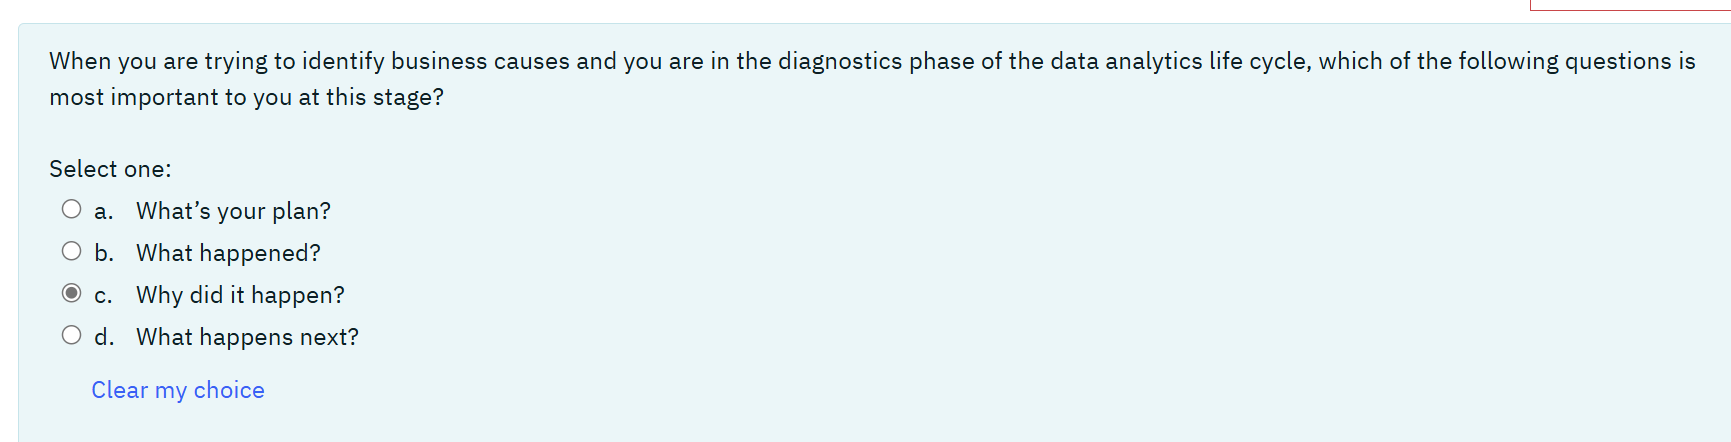 When you are trying to identify business causes and you are in the diagnostics phase of the data analytics life cycle, which of the following questions is
most important to you at this stage?
Select one:
a. What’s your plan?
b. What happened?
c. Why did it happen?
d. What happens next?
Clear my choice